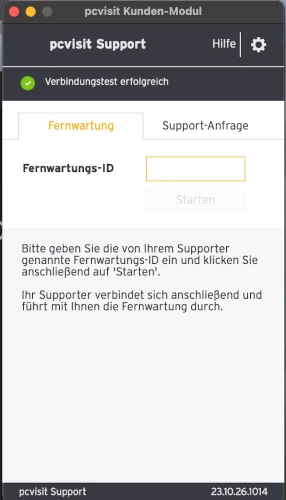 pcvisit Kunden-Modul
pcvisit Support
Hilfe
Verbindungstest erfolgreich
Fernwartung
Support-Anfrage
Fernwartungs-ID
Starten
Bitte geben Sie die von Ihrem Supporter
genannte Fernwartungs-ID ein und klicken Sie
anschließend auf 'Starten'.
Ihr Supporter verbindet sich anschließend und
führt mit Ihnen die Fernwartung durch.
pcvisit Support
23.10.26.1014